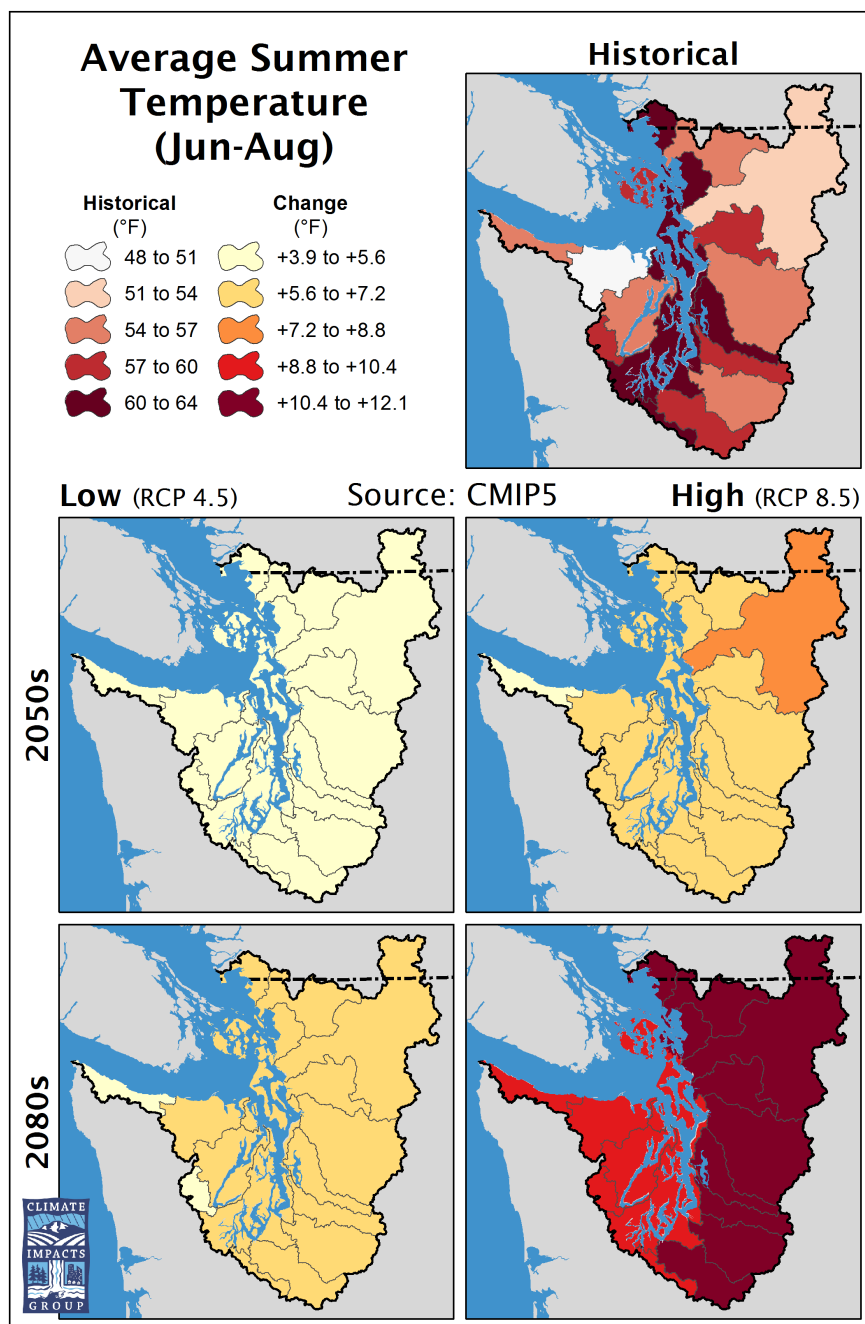 Average Summer
Temperature
(Jun-Aug)
Historical
Historical
(°F)
Change
(°F)
48 to 51
+3.9 to +5.6
51 to 54
+5.6 to +7.2
54 to 57
+7.2 to +8.8
57 to 60
+8.8 to +10.4
60 to 64
+10.4 to +12.1
Low (RCP 4.5)
Source: CMIP5
High (RCP 8.5)
2050s
2080s
CLIMATE
IMPACTS
GROUP